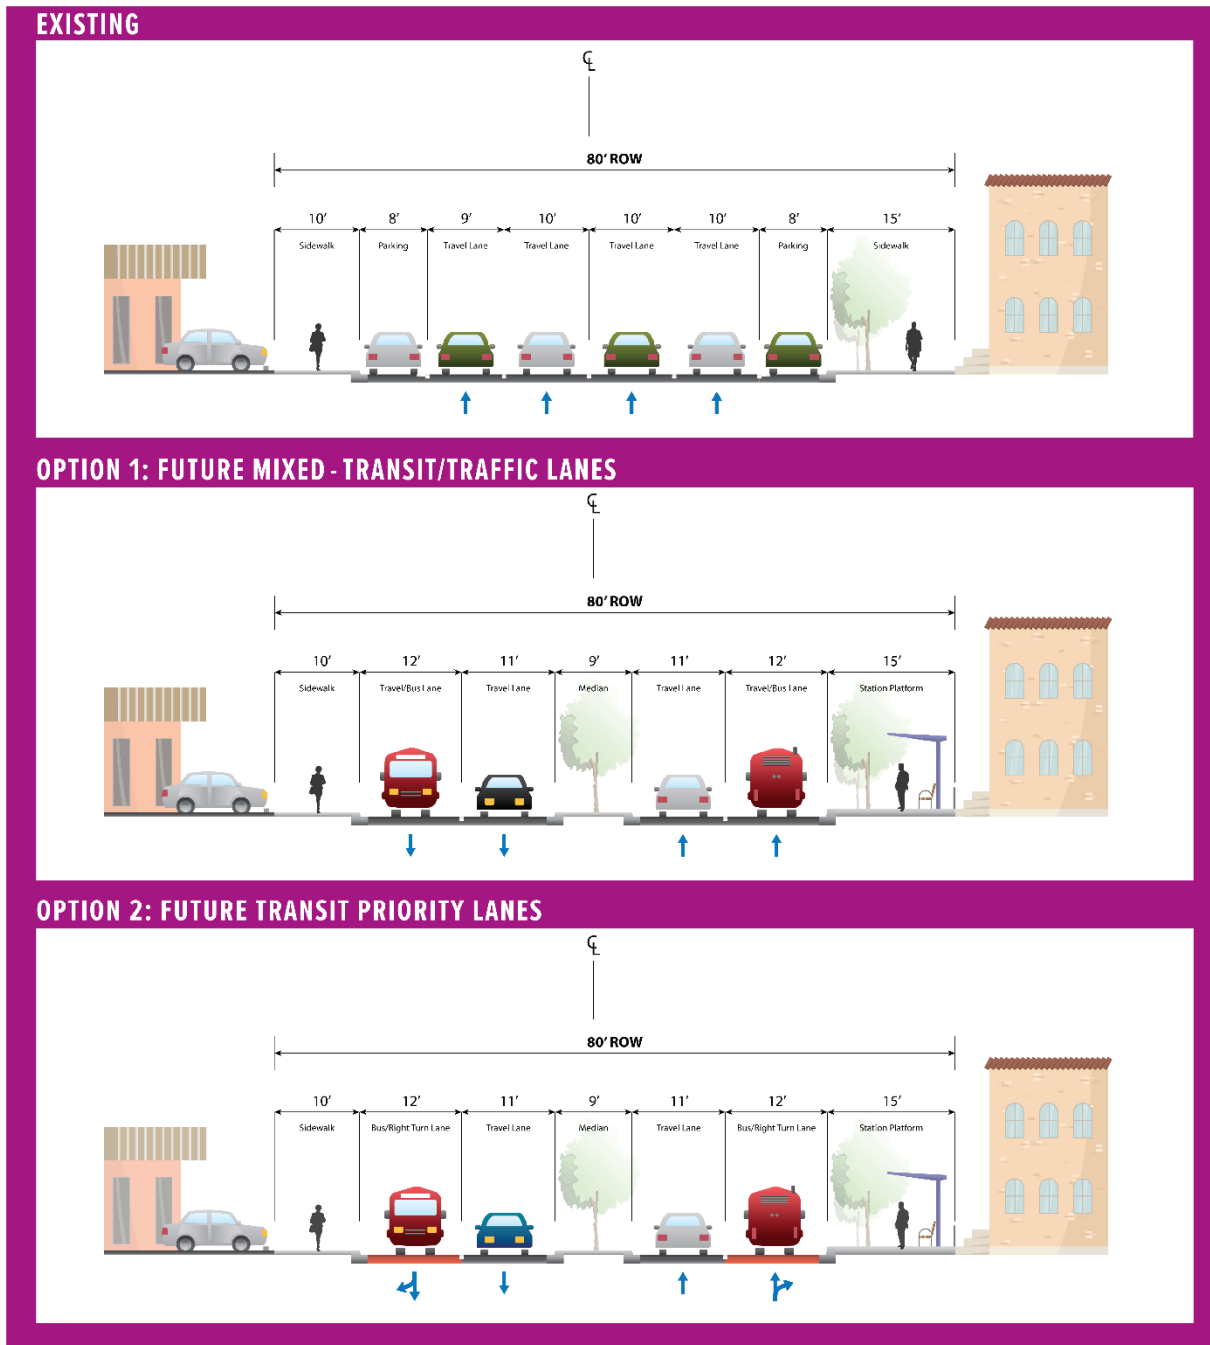 EXISTING
℄
80' ROW
10' 8' 9' 10' 10' 10' 8' 15'
Sidewalk Parking Travel Lane Travel Lane Travel Lane Travel Lane Parking Sidewalk
OPTION 1: FUTURE MIXED - TRANSIT/TRAFFIC LANES
℄
80' ROW
10' 12' 11' 9' 11' 12' 15'
Sidewalk Travel/Bus Lane Travel Lane Median Travel Lane Travel/Bus Lane Station Platform
OPTION 2: FUTURE TRANSIT PRIORITY LANES
℄
80' ROW
10' 12' 11' 9' 11' 12' 15'
Sidewalk Bus/Right Turn Lane Travel Lane Median Travel Lane Bus/Right Turn Lane Station Platform